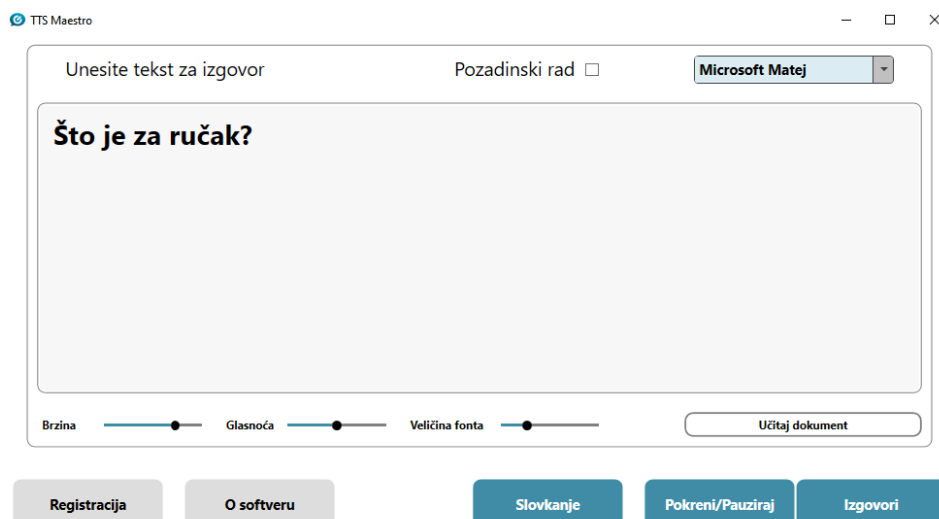 TTS Maestro
Unesite tekst za izgovor
Pozadinski rad
Microsoft Matej
Što je za ručak?
Brzina
Glasnoća
Veličina fonta
Učitaj dokument
Registracija
O softveru
Slovkanje
Pokreni/Pauziraj
Izgovori